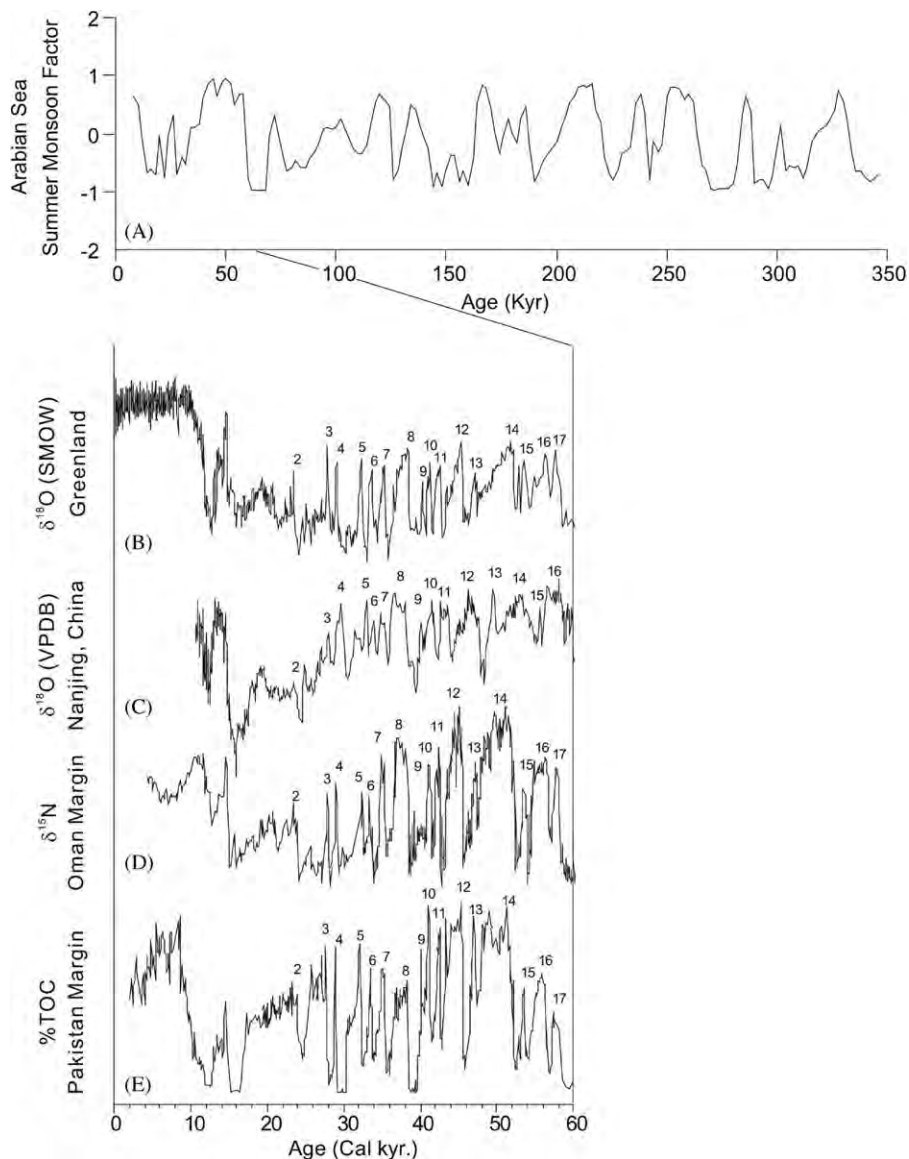 2
1
0
-1
-2
Arabian Sea
Summer Monsoon Factor
(A)
0 50 100 150 200 250 300 350
Age (Kyr)
δ18O (SMOW)
Greenland
2 3 4 5 6 7 8 9 10 11 12 13 14 15 16 17
(B)
δ18O (VPDB)
Nanjing, China
2 3 4 5 6 7 8 9 10 11 12 13 14 15 16
(C)
δ15N
Oman Margin
2 3 4 5 6 7 8 9 10 11 12 13 14 15 16 17
(D)
%TOC
Pakistan Margin
2 3 4 5 6 7 8 9 10 11 12 13 14 15 16 17
(E)
0 10 20 30 40 50 60
Age (Cal kyr.)